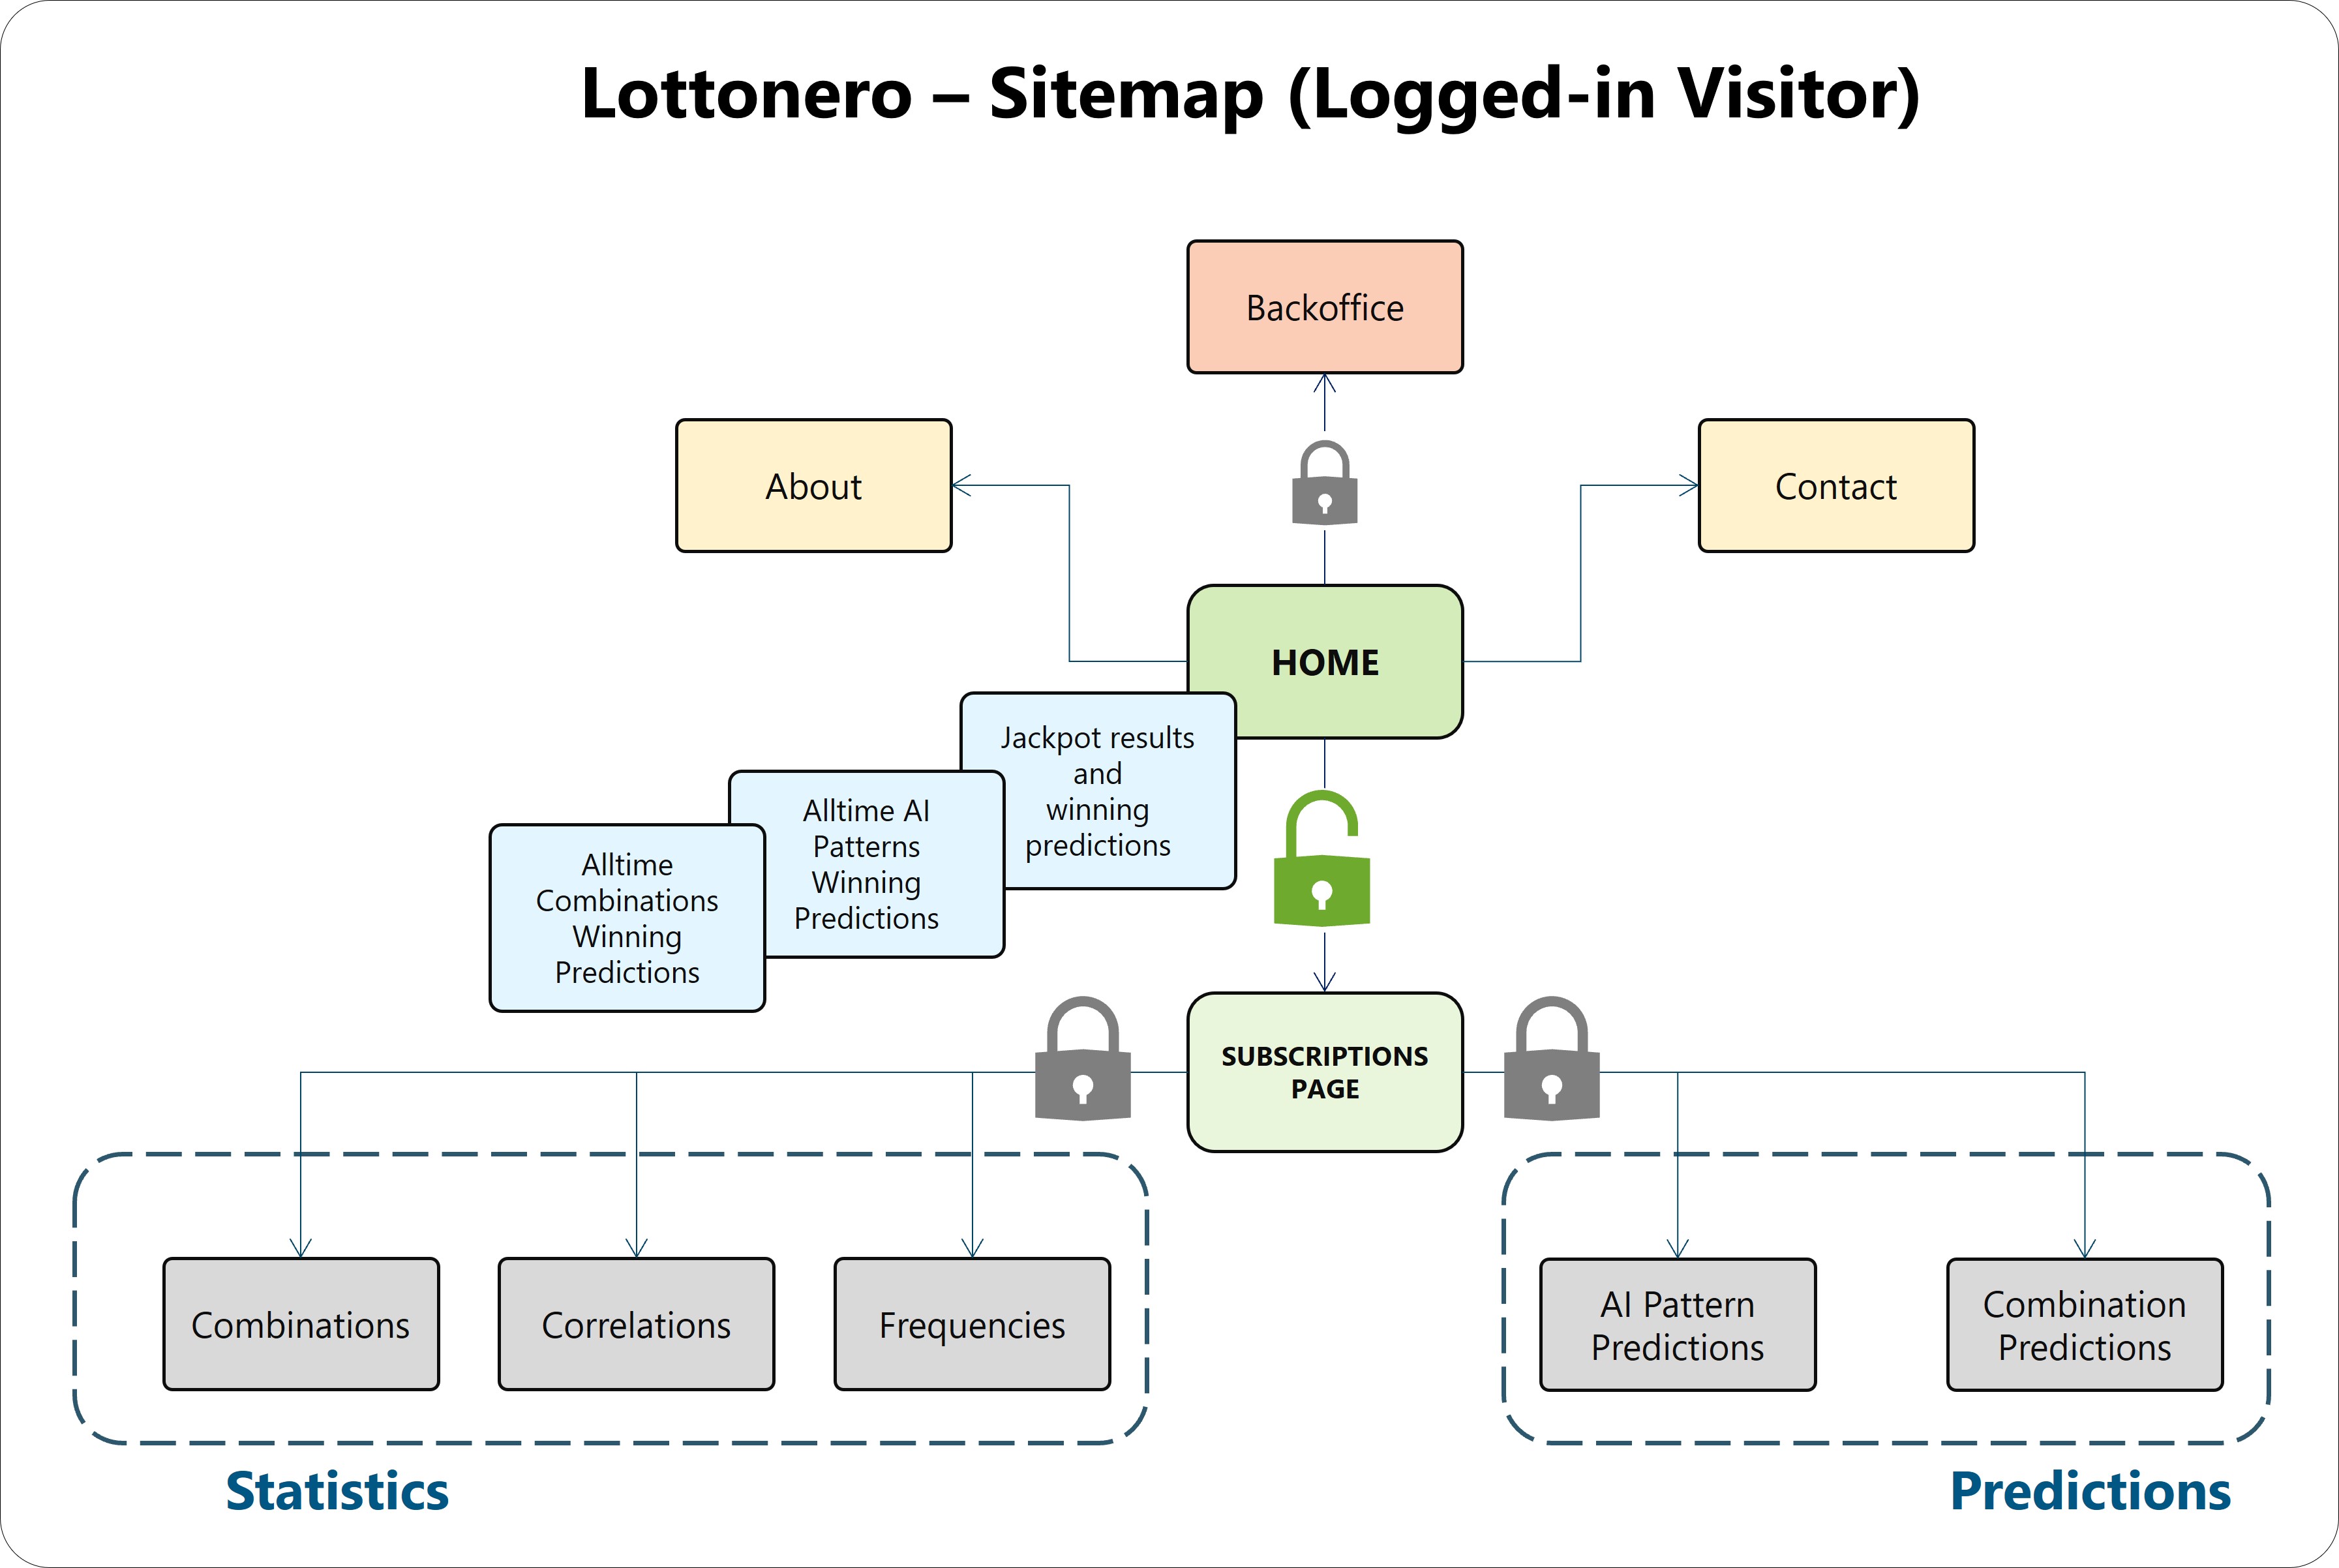 Lottonero – Sitemap (Logged-in Visitor)
Backoffice
About
Contact
HOME
Jackpot results
and
winning
predictions
Alltime AI
Patterns
Winning
Predictions
Alltime
Combinations
Winning
Predictions
SUBSCRIPTIONS
PAGE
Combinations
Correlations
Frequencies
AI Pattern
Predictions
Combination
Predictions
Statistics
Predictions